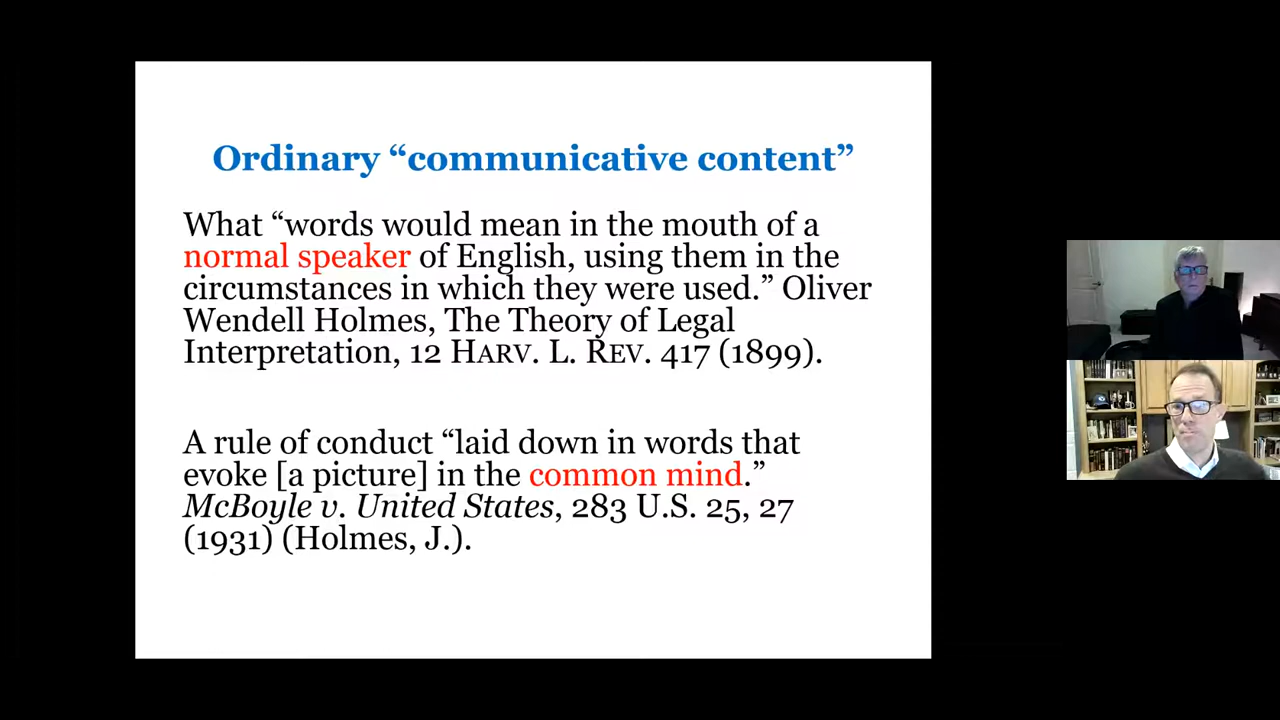 Ordinary “communicative content”
What “words would mean in the mouth of a
normal speaker of English, using them in the
circumstances in which they were used.” Oliver
Wendell Holmes, The Theory of Legal
Interpretation, 12 HARV. L. REV. 417 (1899).
A rule of conduct “laid down in words that
evoke [a picture] in the common mind.”
McBoyle v. United States, 283 U.S. 25, 27
(1931) (Holmes, J.).